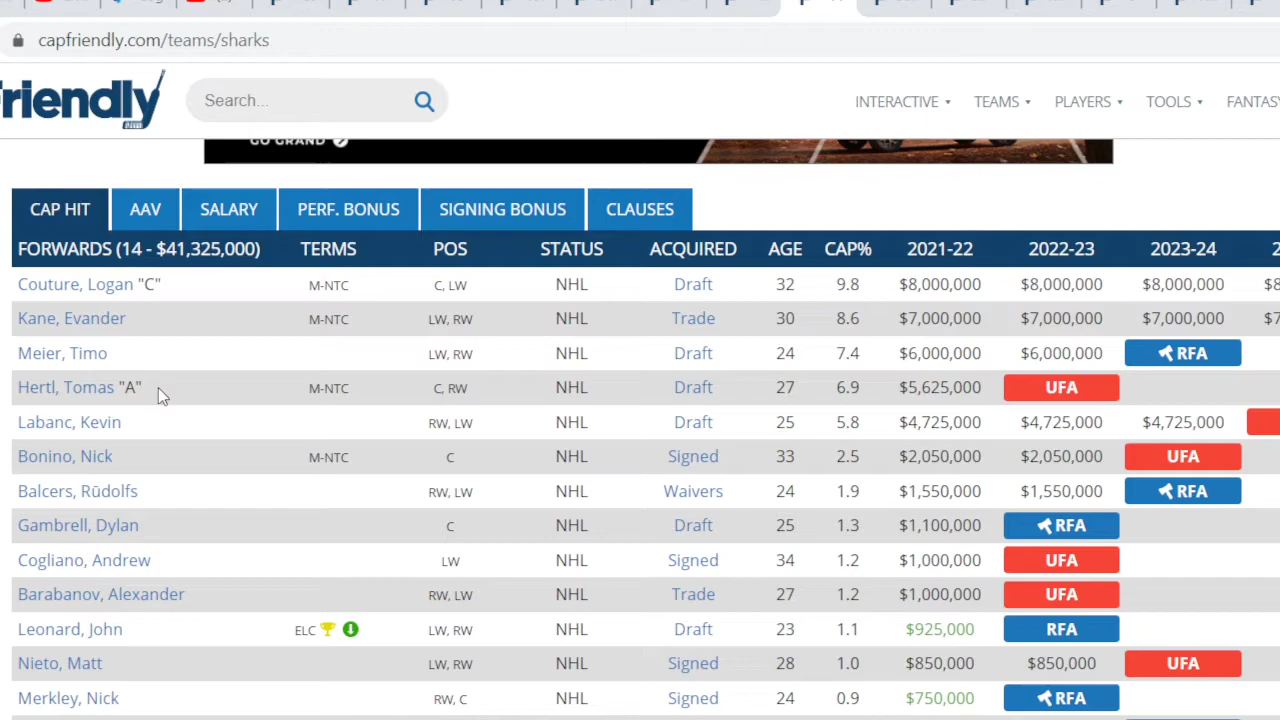 capfriendly.com/teams/sharks
Friendly
Search...
INTERACTIVE TEAMS PLAYERS TOOLS FANTASY
GO GRAND
CAP HIT AAV SALARY PERF. BONUS SIGNING BONUS CLAUSES
FORWARDS (14 - $41,325,000) TERMS POS STATUS ACQUIRED AGE CAP% 2021-22 2022-23 2023-24 2
Couture, Logan "C" M-NTC C, LW NHL Draft 32 9.8 $8,000,000 $8,000,000 $8,000,000 $8
Kane, Evander M-NTC LW, RW NHL Trade 30 8.6 $7,000,000 $7,000,000 $7,000,000 $7
Meier, Timo LW, RW NHL Draft 24 7.4 $6,000,000 $6,000,000 RFA
Hertl, Tomas "A" M-NTC C, RW NHL Draft 27 6.9 $5,625,000 UFA
Labanc, Kevin RW, LW NHL Draft 25 5.8 $4,725,000 $4,725,000 $4,725,000
Bonino, Nick M-NTC C NHL Signed 33 2.5 $2,050,000 $2,050,000 UFA
Balcers, Rūdolfs RW, LW NHL Waivers 24 1.9 $1,550,000 $1,550,000 RFA
Gambrell, Dylan C NHL Draft 25 1.3 $1,100,000 RFA
Cogliano, Andrew LW NHL Signed 34 1.2 $1,000,000 UFA
Barabanov, Alexander RW, LW NHL Trade 27 1.2 $1,000,000 UFA
Leonard, John ELC LW, RW NHL Draft 23 1.1 $925,000 RFA
Nieto, Matt LW, RW NHL Signed 28 1.0 $850,000 $850,000 UFA
Merkley, Nick RW, C NHL Signed 24 0.9 $750,000 RFA